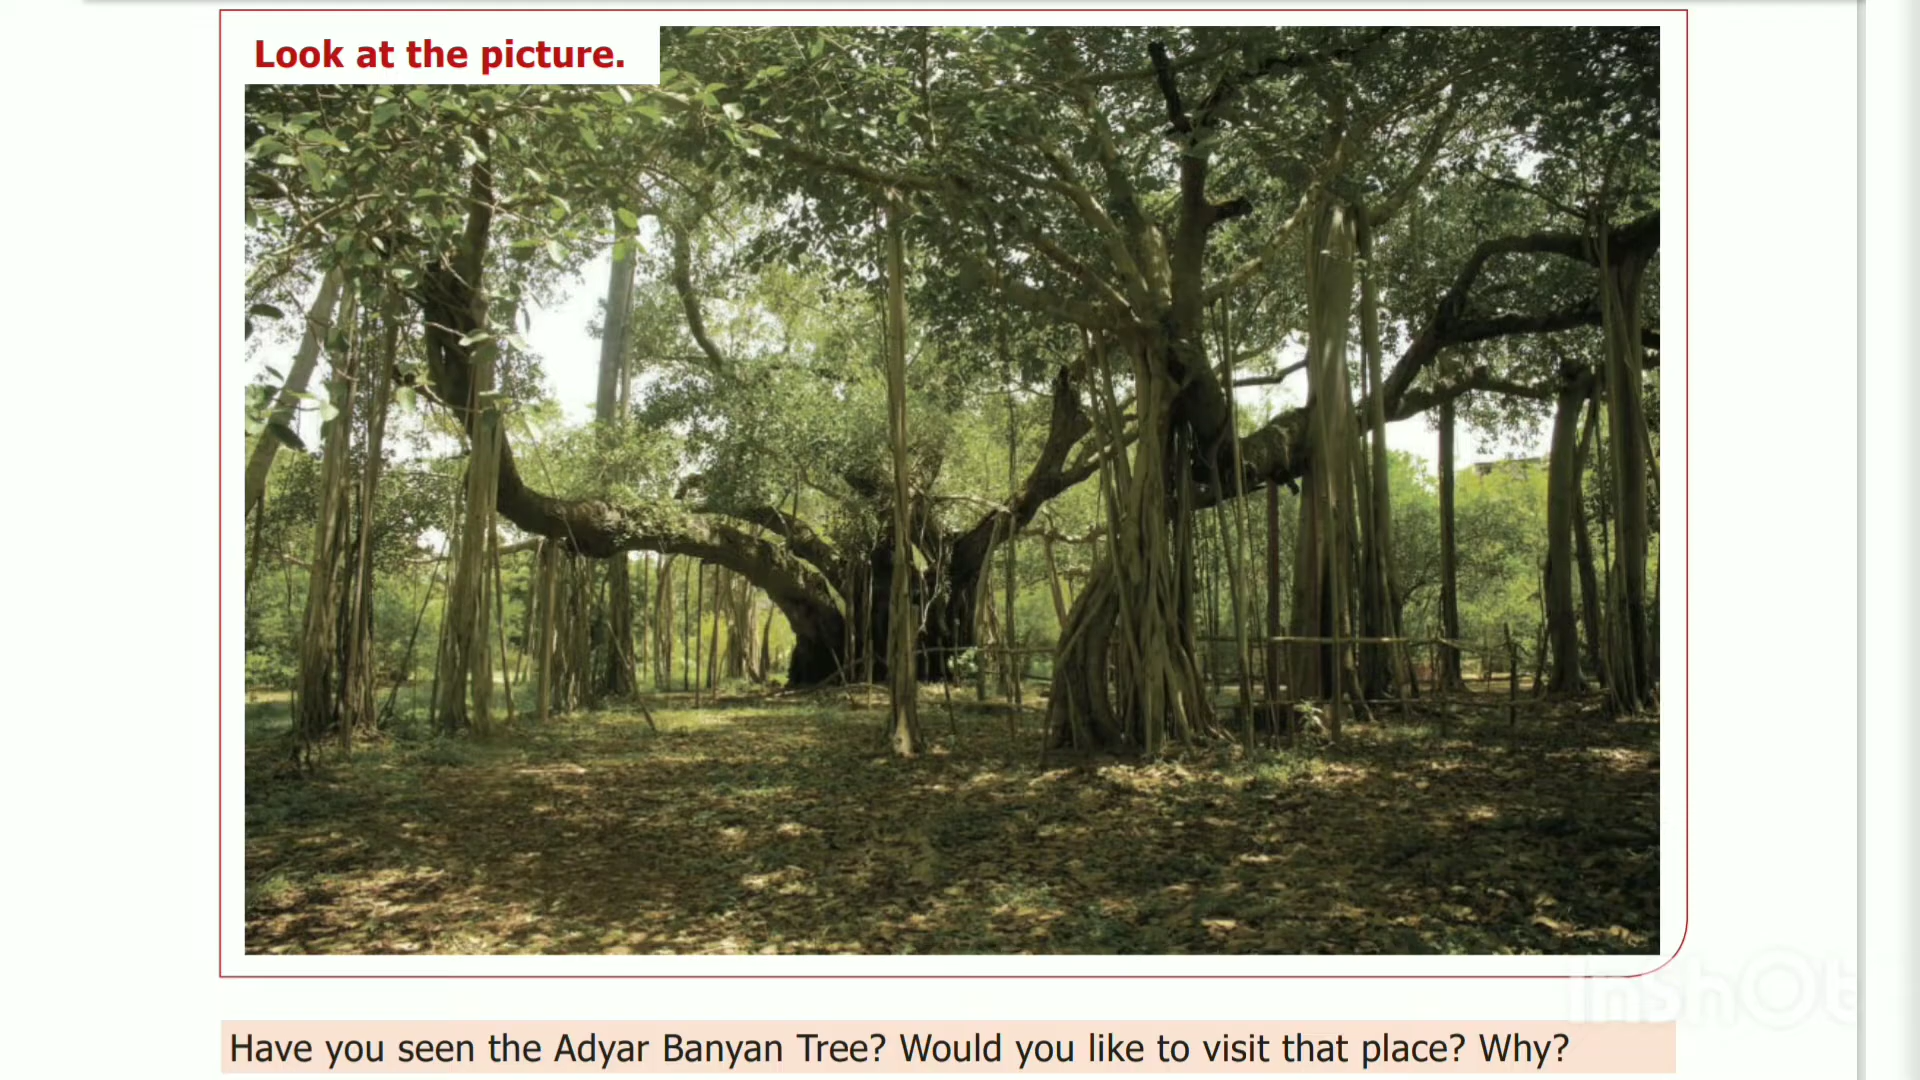 Look at the picture.
InShOt
Have you seen the Adyar Banyan Tree? Would you like to visit that place? Why?